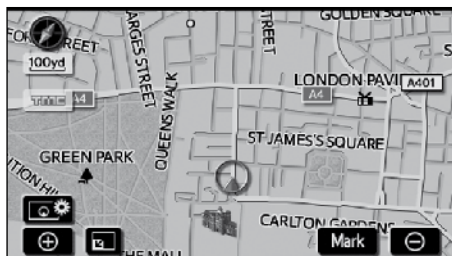 GOLDEN SQUARE
STREET
ARGES STREET
100yd
LONDON PAVI
A401
TMC
A4
A4
QUEENS WALK
ST JAMES'S SQUARE
GREEN PARK
CARLTON GARDENS
THE MALL
Mark